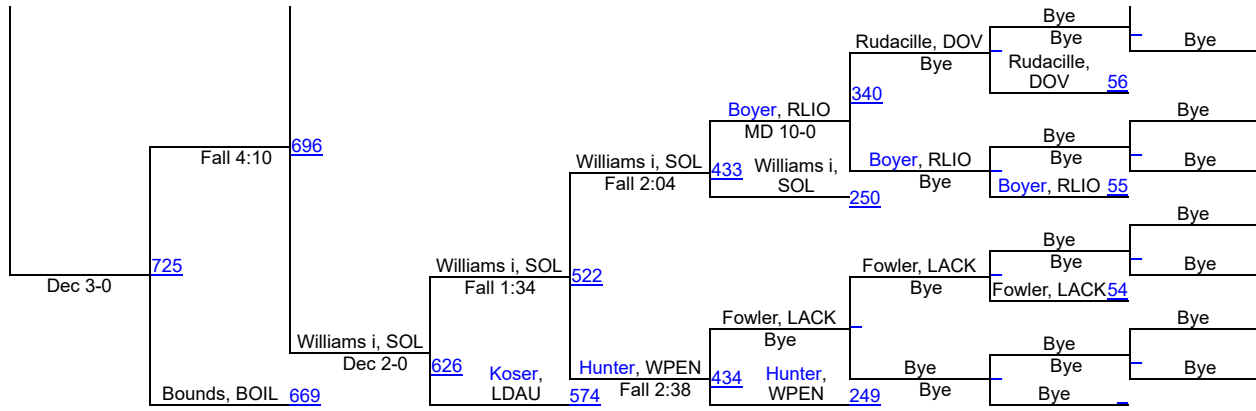 Bye
Bye
Bye
Rudacille, DOV
Bye
Rudacille,
DOV 56
340
Boyer, RLIO
MD 10-0
Bye
Bye
Bye
Bye
696
Fall 4:10
Williams i, SOL
Fall 2:04
433
Williams i,
SOL
250
Boyer, RLIO
Bye
Boyer, RLIO 55
Bye
Bye
Bye
Bye
725
Dec 3-0
Williams i, SOL
Fall 1:34
522
Fowler, LACK
Bye
Fowler, LACK 54
Fowler, LACK
Bye
Bye
Bye
Bye
Bye
Williams i, SOL
Dec 2-0
626
Koser,
LDAU
574
Hunter, WPEN
Fall 2:38
434
Hunter,
WPEN
249
Bye
Bye
Bye
Bounds, BOIL 669